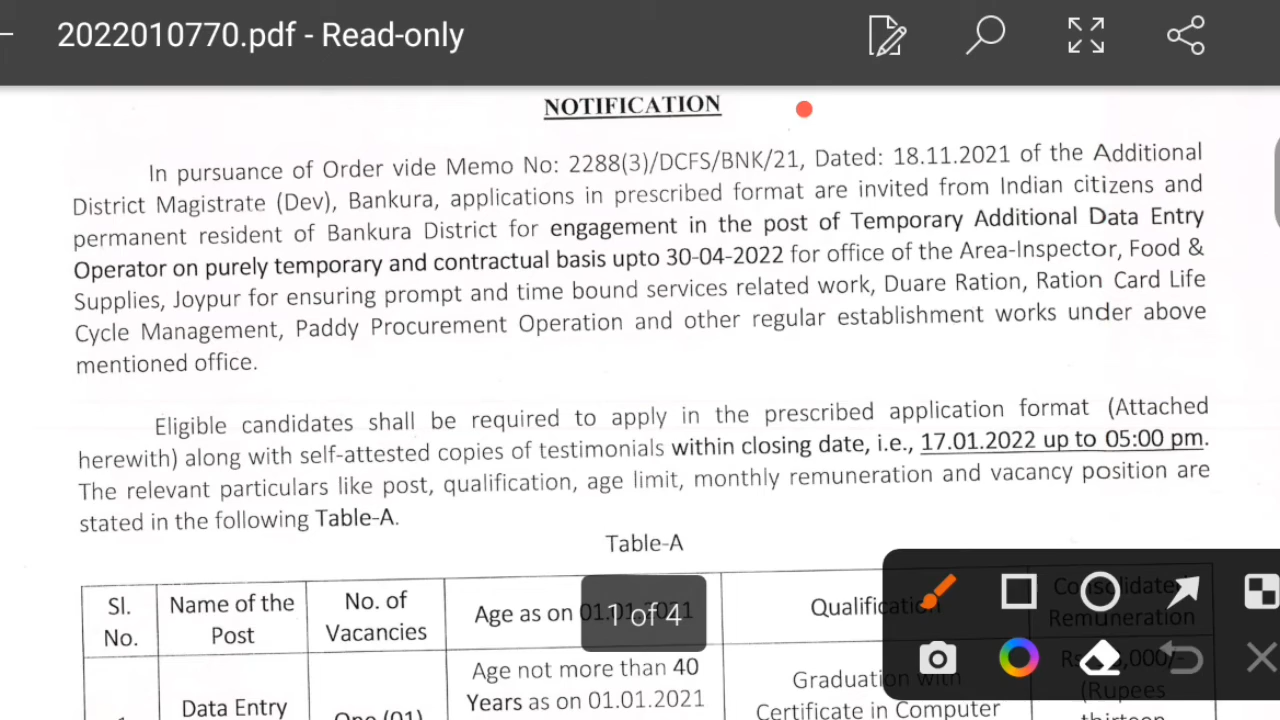 2022010770.pdf - Read-only
NOTIFICATION
In pursuance of Order vide Memo No: 2288(3)/DCFS/BNK/21, Dated: 18.11.2021 of the Additional
District Magistrate (Dev), Bankura, applications in prescribed format are invited from Indian citizens and
permanent resident of Bankura District for engagement in the post of Temporary Additional Data Entry
Operator on purely temporary and contractual basis upto 30-04-2022 for office of the Area-Inspector, Food &
Supplies, Joypur for ensuring prompt and time bound services related work, Duare Ration, Ration Card Life
Cycle Management, Paddy Procurement Operation and other regular establishment works under above
mentioned office.
Eligible candidates shall be required to apply in the prescribed application format (Attached
herewith) along with self-attested copies of testimonials within closing date, i.e., 17.01.2022 up to 05:00 pm.
The relevant particulars like post, qualification, age limit, monthly remuneration and vacancy position are
stated in the following Table-A.
Table-A
Sl.
No.
Name of the
Post
No. of
Vacancies
Age as on 01.01.2021
Qualification
Consolidated
Remuneration
1 of 4
Data Entry
One (01)
Age not more than 40
Years as on 01.01.2021
Graduation with
Certificate in Computer
(Rupees
thirteen